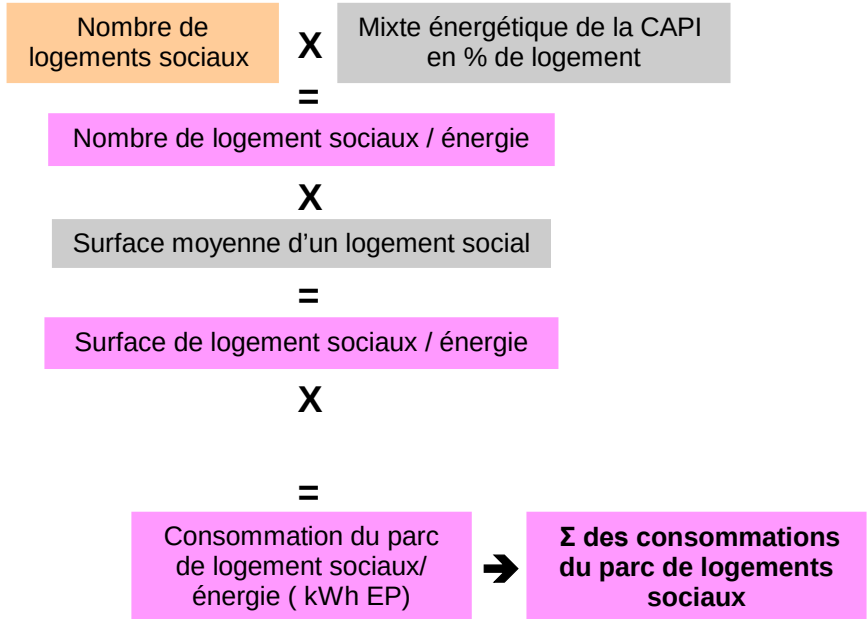 Nombre de
logements sociaux
X
Mixte énergétique de la CAPI
en % de logement
=
Nombre de logement sociaux / énergie
X
Surface moyenne d’un logement social
=
Surface de logement sociaux / énergie
X
=
Consommation du parc
de logement sociaux/
énergie ( kWh EP)
➔
Σ des consommations
du parc de logements
sociaux